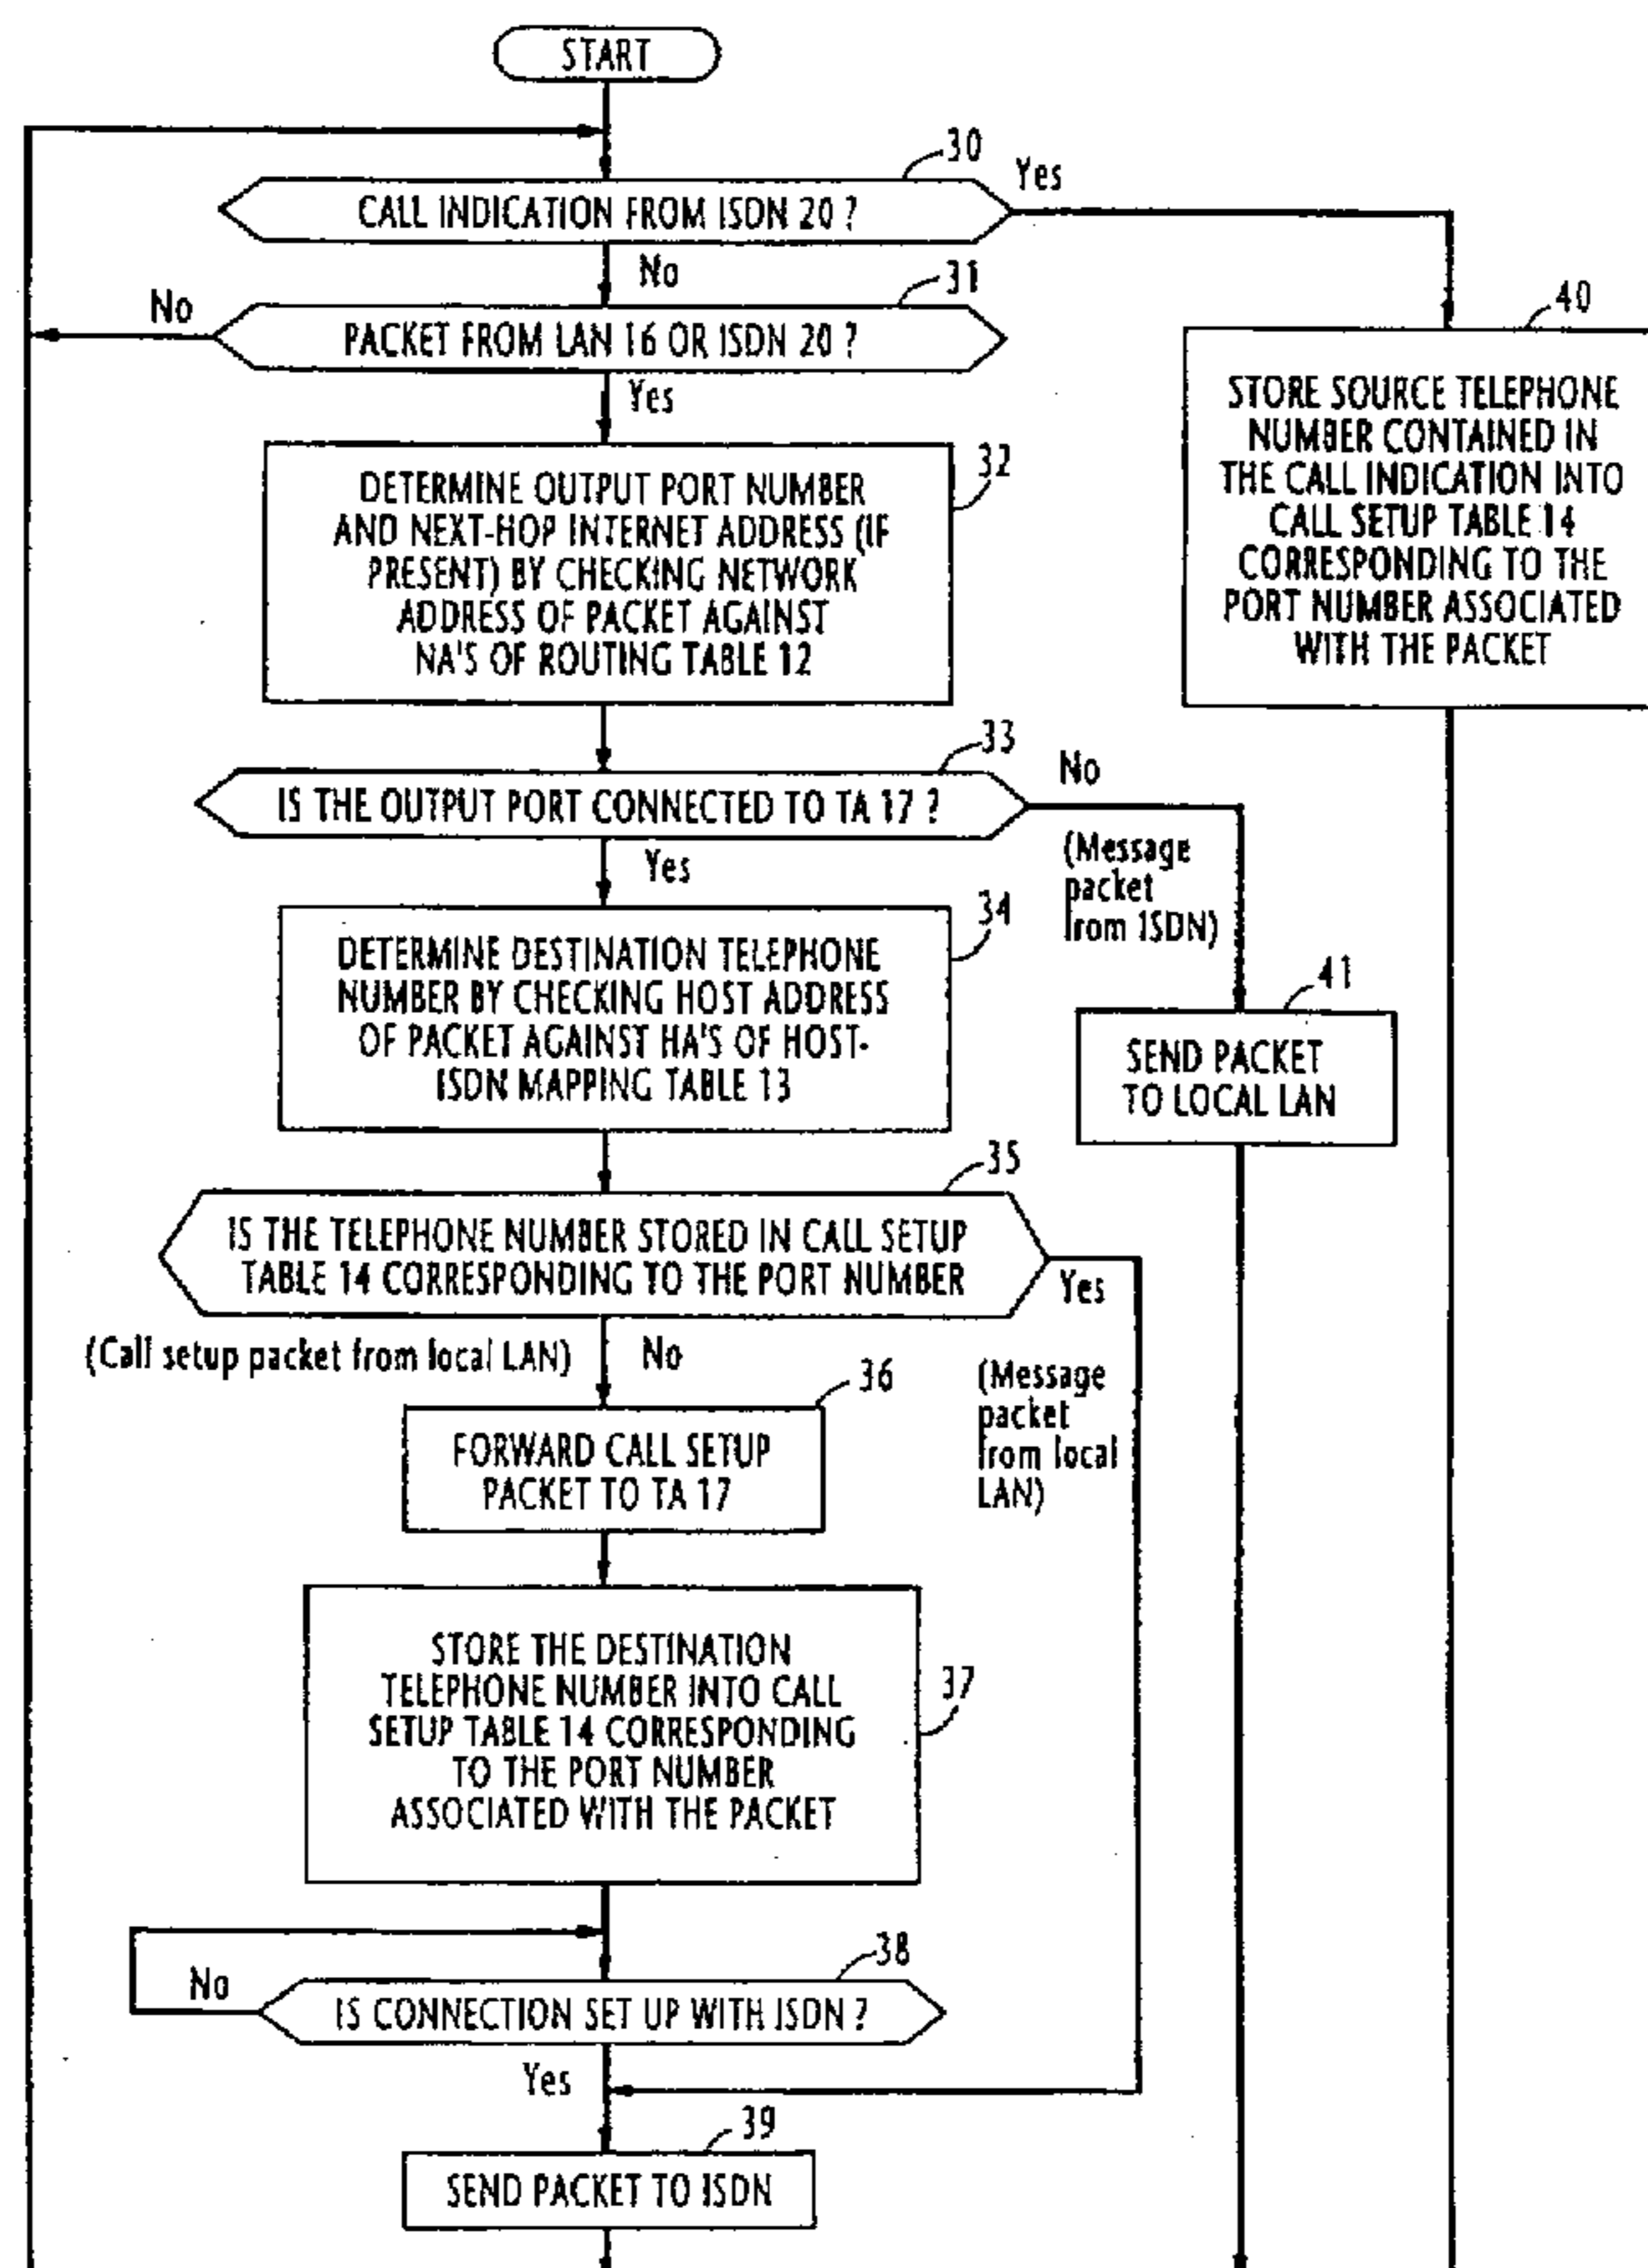 START
30
Yes
CALL INDICATION FROM ISDN 20 ?
No
31
No
PACKET FROM LAN 16 OR ISDN 20 ?
Yes
40
STORE SOURCE TELEPHONE
NUMBER CONTAINED IN
THE CALL INDICATION INTO
CALL SETUP TABLE 14
CORRESPONDING TO THE
PORT NUMBER ASSOCIATED
WITH THE PACKET
32
DETERMINE OUTPUT PORT NUMBER
AND NEXT-HOP INTERNET ADDRESS (IF
PRESENT) BY CHECKING NETWORK
ADDRESS OF PACKET AGAINST
NA'S OF ROUTING TABLE 12
33
No
IS THE OUTPUT PORT CONNECTED TO TA 17 ?
Yes
(Message
packet
from ISDN)
34
DETERMINE DESTINATION TELEPHONE
NUMBER BY CHECKING HOST ADDRESS
OF PACKET AGAINST HA'S OF HOST-
ISDN MAPPING TABLE 13
41
SEND PACKET
TO LOCAL LAN
35
IS THE TELEPHONE NUMBER STORED IN CALL SETUP
TABLE 14 CORRESPONDING TO THE PORT NUMBER
Yes
(Call setup packet from local LAN)
No
(Message
packet
from local
LAN)
36
FORWARD CALL SETUP
PACKET TO TA 17
37
STORE THE DESTINATION
TELEPHONE NUMBER INTO CALL
SETUP TABLE 14 CORRESPONDING
TO THE PORT NUMBER
ASSOCIATED WITH THE PACKET
38
No
IS CONNECTION SET UP WITH ISDN ?
Yes
39
SEND PACKET TO ISDN